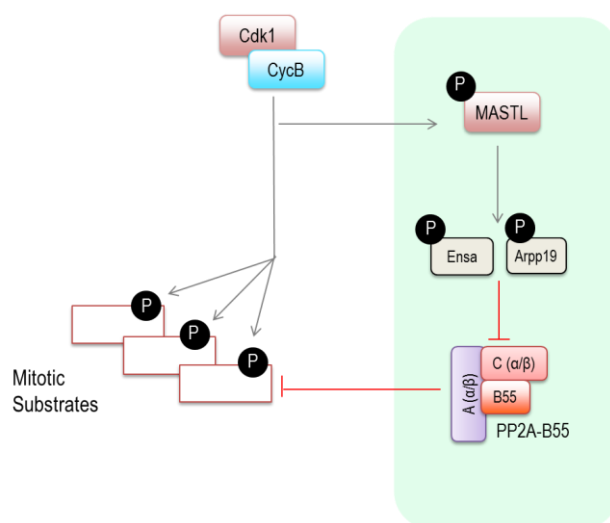 Cdk1
CycB
P
MASTL
P
P
Ensa
Arpp19
P
P
P
Mitotic
Substrates
A (α/β)
C (α/β)
B55
PP2A-B55